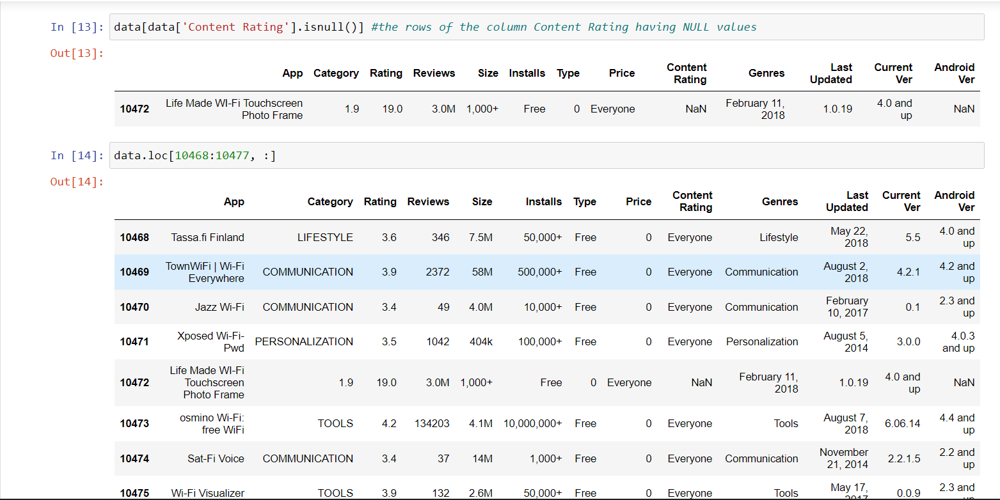 In [13]: data[data['Content Rating'].isnull()] #the rows of the column Content Rating having NULL values
Out[13]:
App Category Rating Reviews Size Installs Type Price Content Rating Genres Last Updated Current Ver Android Ver
10472 Life Made WI-Fi Touchscreen Photo Frame 1.9 19.0 3.0M 1,000+ Free 0 Everyone NaN February 11, 2018 1.0.19 4.0 and up NaN
In [14]: data.loc[10468:10477, :]
Out[14]:
App Category Rating Reviews Size Installs Type Price Content Rating Genres Last Updated Current Ver Android Ver
10468 Tassa.fi Finland LIFESTYLE 3.6 346 7.5M 50,000+ Free 0 Everyone Lifestyle May 22, 2018 5.5 4.0 and up
10469 TownWiFi | Wi-Fi Everywhere COMMUNICATION 3.9 2372 58M 500,000+ Free 0 Everyone Communication August 2, 2018 4.2.1 4.2 and up
10470 Jazz Wi-Fi COMMUNICATION 3.4 49 4.0M 10,000+ Free 0 Everyone Communication February 10, 2017 0.1 2.3 and up
10471 Xposed Wi-Fi-Pwd PERSONALIZATION 3.5 1042 404k 100,000+ Free 0 Everyone Personalization August 5, 2014 3.0.0 4.0.3 and up
10472 Life Made WI-Fi Touchscreen Photo Frame 1.9 19.0 3.0M 1,000+ Free 0 Everyone NaN February 11, 2018 1.0.19 4.0 and up NaN
10473 osmino Wi-Fi: free WiFi TOOLS 4.2 134203 4.1M 10,000,000+ Free 0 Everyone Tools August 7, 2018 6.06.14 4.4 and up
10474 Sat-Fi Voice COMMUNICATION 3.4 37 14M 1,000+ Free 0 Everyone Communication November 21, 2014 2.2.1.5 2.2 and up
10475 Wi-Fi Visualizer TOOLS 3.9 132 2.6M 50,000+ Free 0 Everyone Tools May 17, 0.0.9 2.3 and